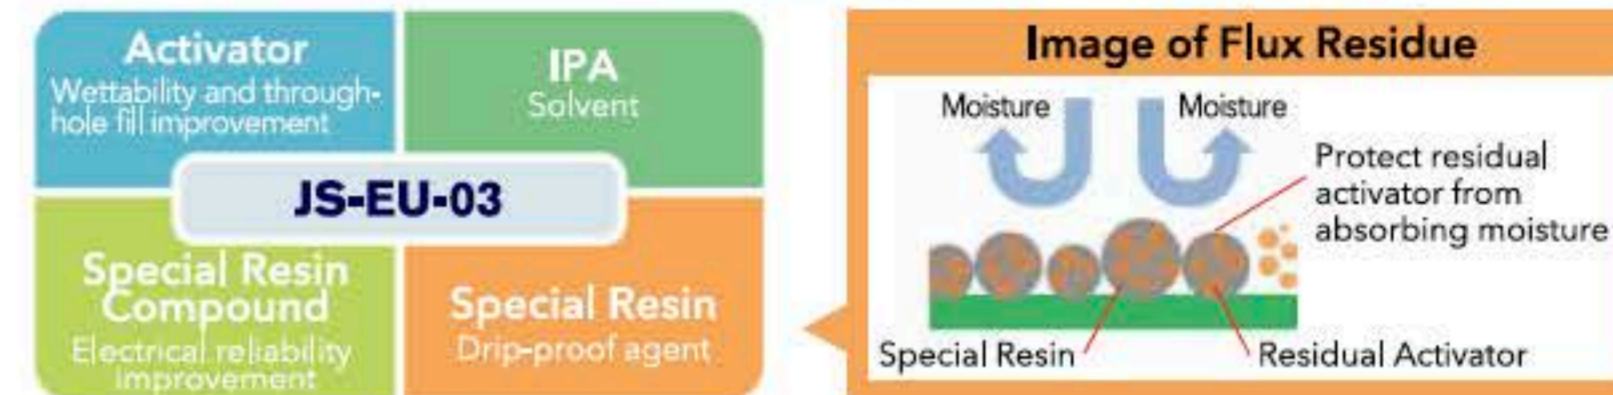 Activator
Wettability and through-
hole fill improvement
IPA
Solvent
JS-EU-03
Special Resin
Compound
Electrical reliability
improvement
Special Resin
Drip-proof agent
Image of Flux Residue
Moisture
Moisture
Protect residual
activator from
absorbing moisture
Special Resin
Residual Activator